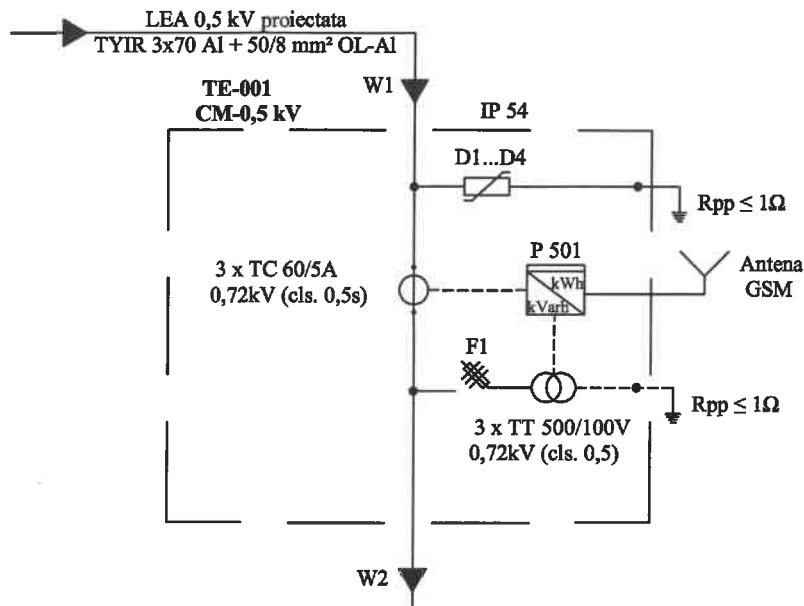 LEA 0,5 kV proiectata
TYIR 3x70 Al + 50/8 mm² OL-Al
W1
TE-001
CM-0,5 kV
IP 54
D1...D4
Rpp ≤ 1Ω
P 501
kWh
kVarh
Antena
GSM
3 x TC 60/5A
0,72kV (cls. 0,5s)
F1
Rpp ≤ 1Ω
3 x TT 500/100V
0,72kV (cls. 0,5)
W2